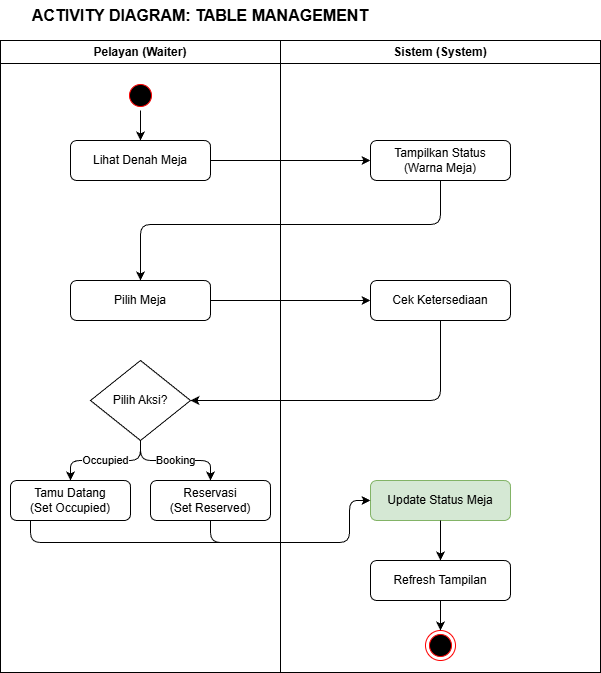 ACTIVITY DIAGRAM: TABLE MANAGEMENT
Pelayan (Waiter)
Sistem (System)
Lihat Denah Meja
Tampilkan Status
(Warna Meja)
Pilih Meja
Cek Ketersediaan
Pilih Aksi?
Occupied
Booking
Tamu Datang
(Set Occupied)
Reservasi
(Set Reserved)
Update Status Meja
Refresh Tampilan